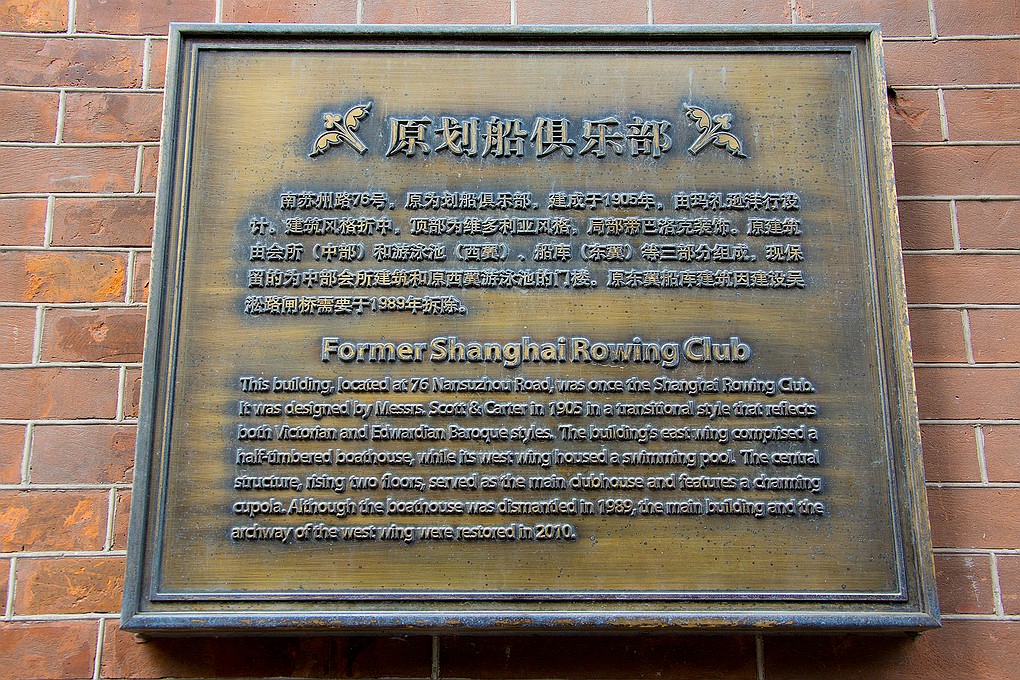 原划船俱乐部
南苏州路76号。原为划船俱乐部。建成于1905年。由玛礼逊洋行设
计。建筑风格折中。顶部为维多利亚风格。局部带巴洛克装饰。原建筑
由会所（中部）和游泳池（西翼）、船库（东翼）等三部分组成。现保
留的为中部会所建筑和原西翼游泳池的门楼。原东翼船库建筑因建设吴
淞路闸桥需要于1989年拆除。
Former Shanghai Rowing Club
This building, located at 76 Nansuzhou Road, was once the Shanghai Rowing Club.
It was designed by Messrs. Scott & Carter in 1905 in a transitional style that reflects
both Victorian and Edwardian Baroque styles. The building's east wing comprised a
half-timbered boathouse, while its west wing housed a swimming pool. The central
structure, rising two floors, served as the main clubhouse and features a charming
cupola. Although the boathouse was dismantled in 1989, the main building and the
archway of the west wing were restored in 2010.